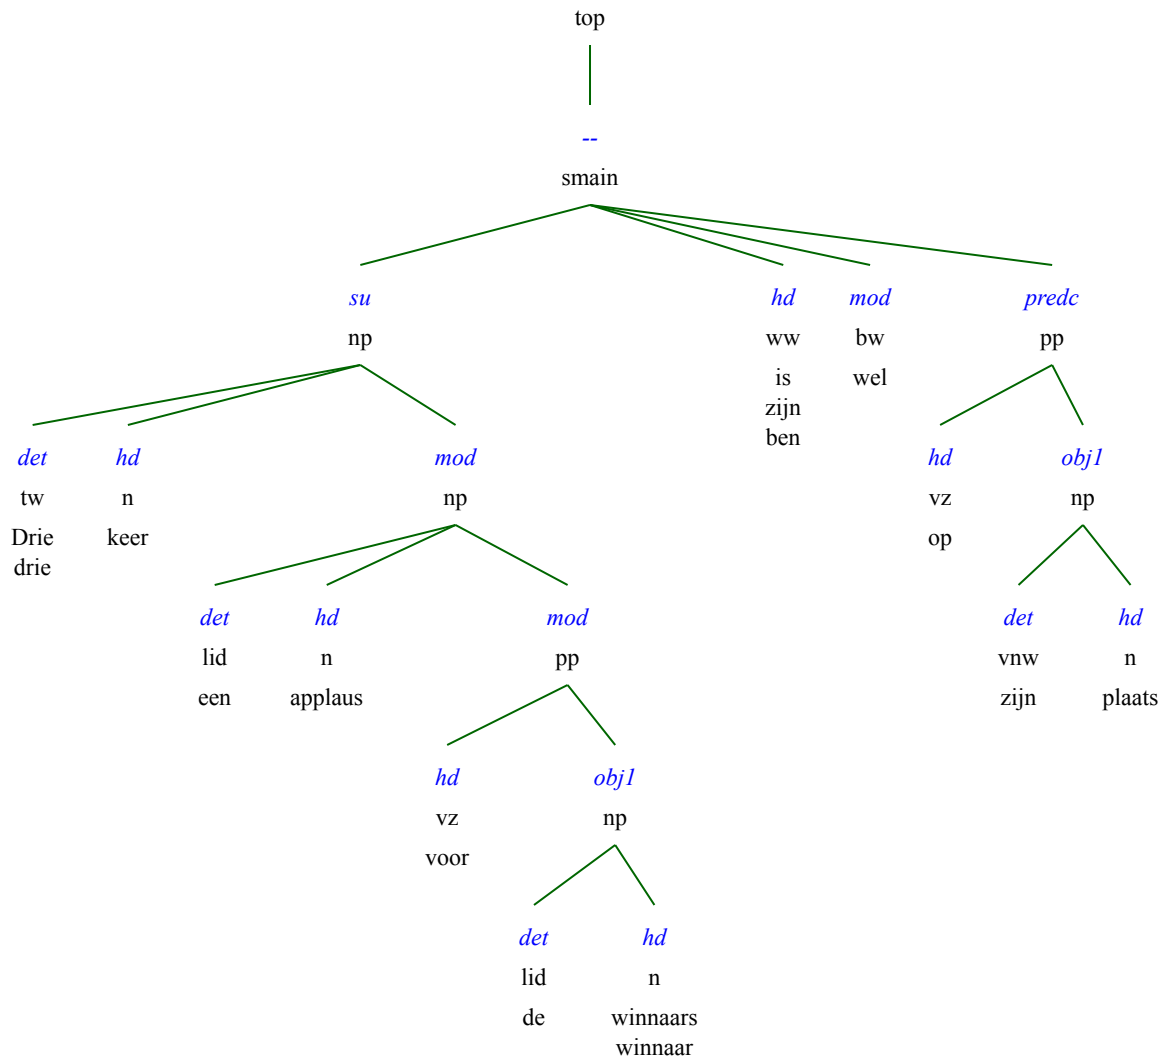 top
--
smain
su hd mod predc
np ww bw pp
is wel
zijn
ben
det hd mod hd obj1
tw n np vz np
Drie keer op
drie
det hd mod det hd
lid n pp vnw n
een applaus zijn plaats
hd obj1
vz np
voor
det hd
lid n
de winnaars
winnaar